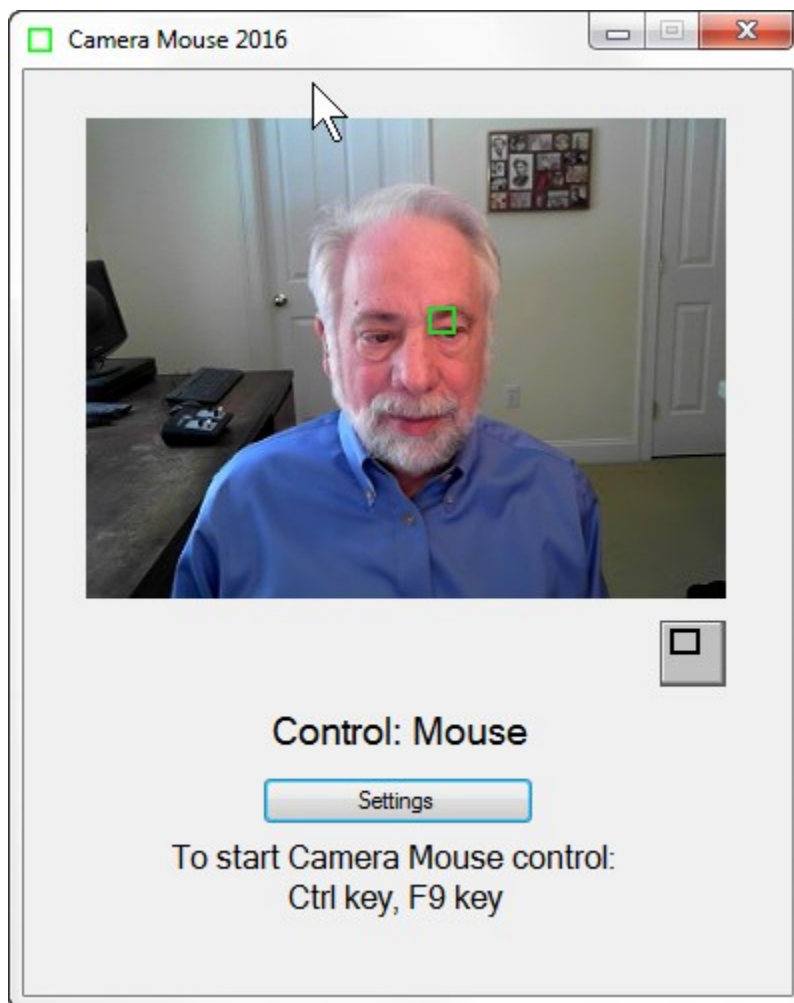 Camera Mouse 2016
Control: Mouse
Settings
To start Camera Mouse control:
Ctrl key, F9 key